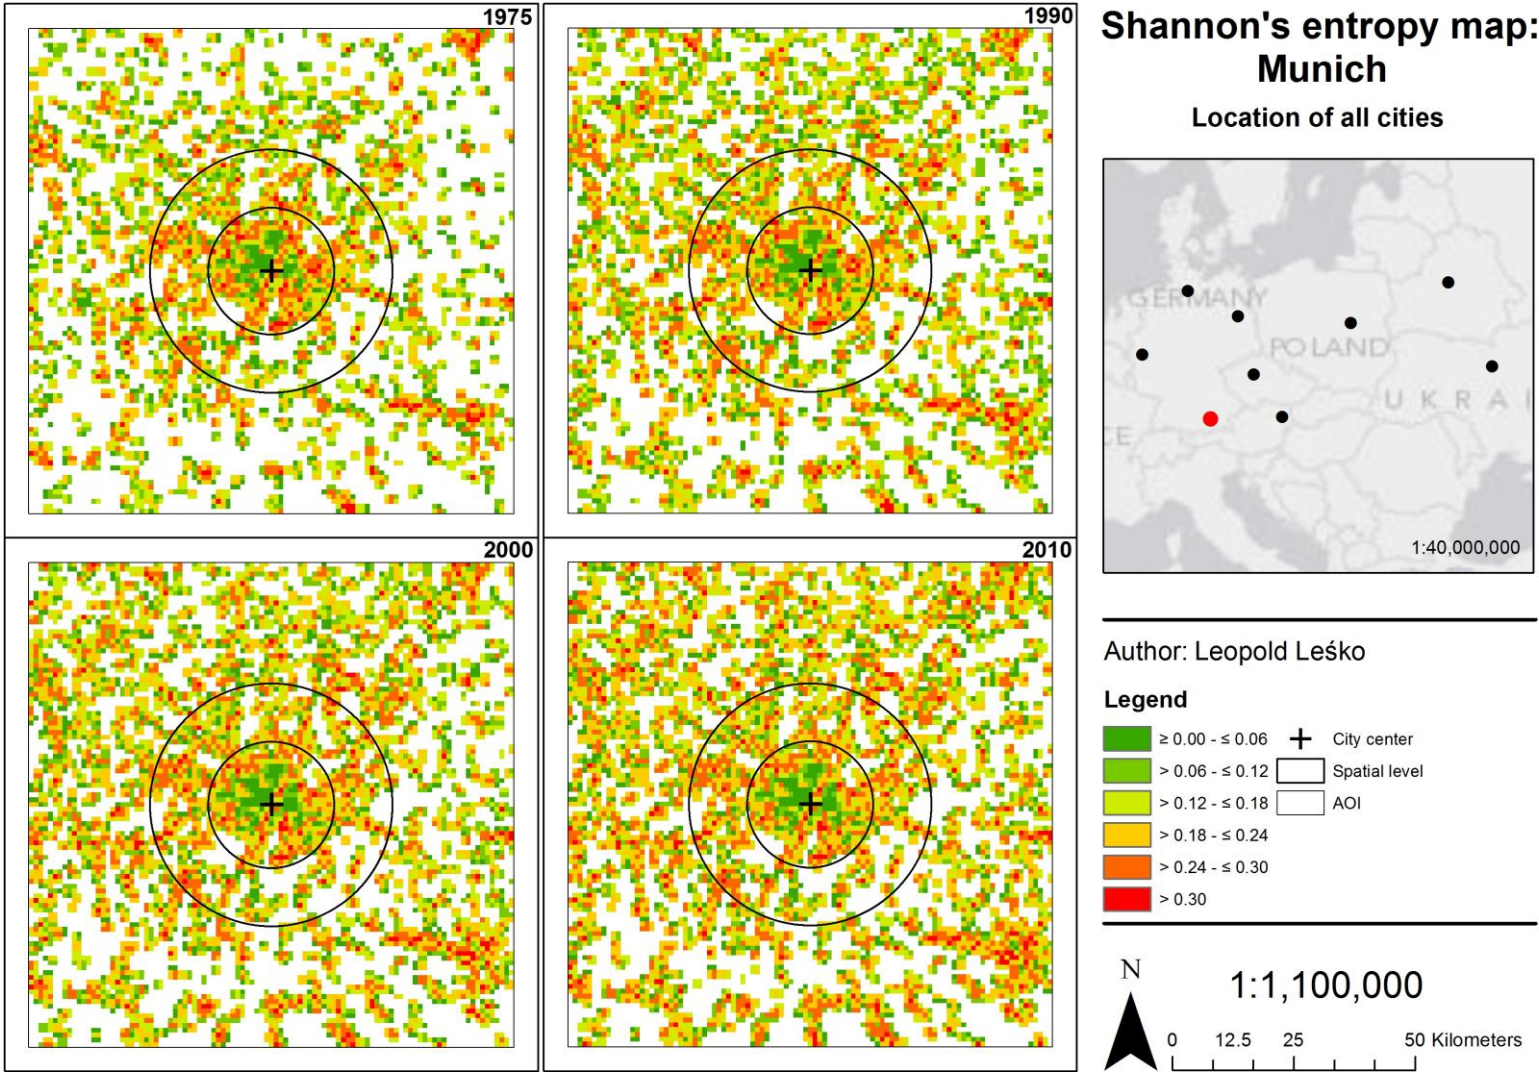 1975
1990
2000
2010
Shannon's entropy map:
Munich
Location of all cities
GERMANY
POLAND
UKRAI
CE
1:40,000,000
Author: Leopold Leśko
Legend
≥ 0.00 - ≤ 0.06
> 0.06 - ≤ 0.12
> 0.12 - ≤ 0.18
> 0.18 - ≤ 0.24
> 0.24 - ≤ 0.30
> 0.30
City center
Spatial level
AOI
N
1:1,100,000
0 12.5 25 50 Kilometers